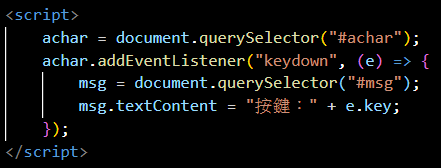 <script>
achar = document.querySelector("#achar");
achar.addEventListener("keydown", (e) => {
msg = document.querySelector("#msg");
msg.textContent = "按鍵：" + e.key;
});
</script>